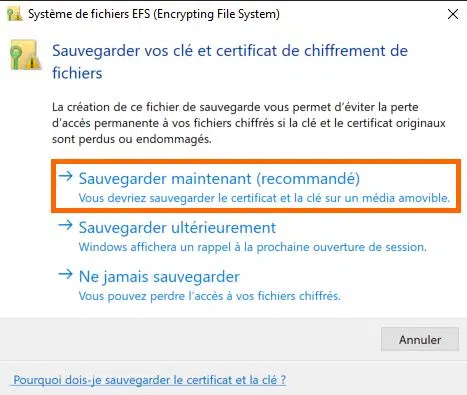 Système de fichiers EFS (Encrypting File System)
Sauvegarder vos clé et certificat de chiffrement de
fichiers
La création de ce fichier de sauvegarde vous permet d'éviter la perte
d'accès permanente à vos fichiers chiffrés si la clé et le certificat originaux
sont perdus ou endommagés.
Sauvegarder maintenant (recommandé)
Vous devriez sauvegarder le certificat et la clé sur un média amovible.
Sauvegarder ultérieurement
Windows affichera un rappel à la prochaine ouverture de session.
Ne jamais sauvegarder
Vous pouvez perdre l'accès à vos fichiers chiffrés.
Annuler
Pourquoi dois-je sauvegarder le certificat et la clé ?